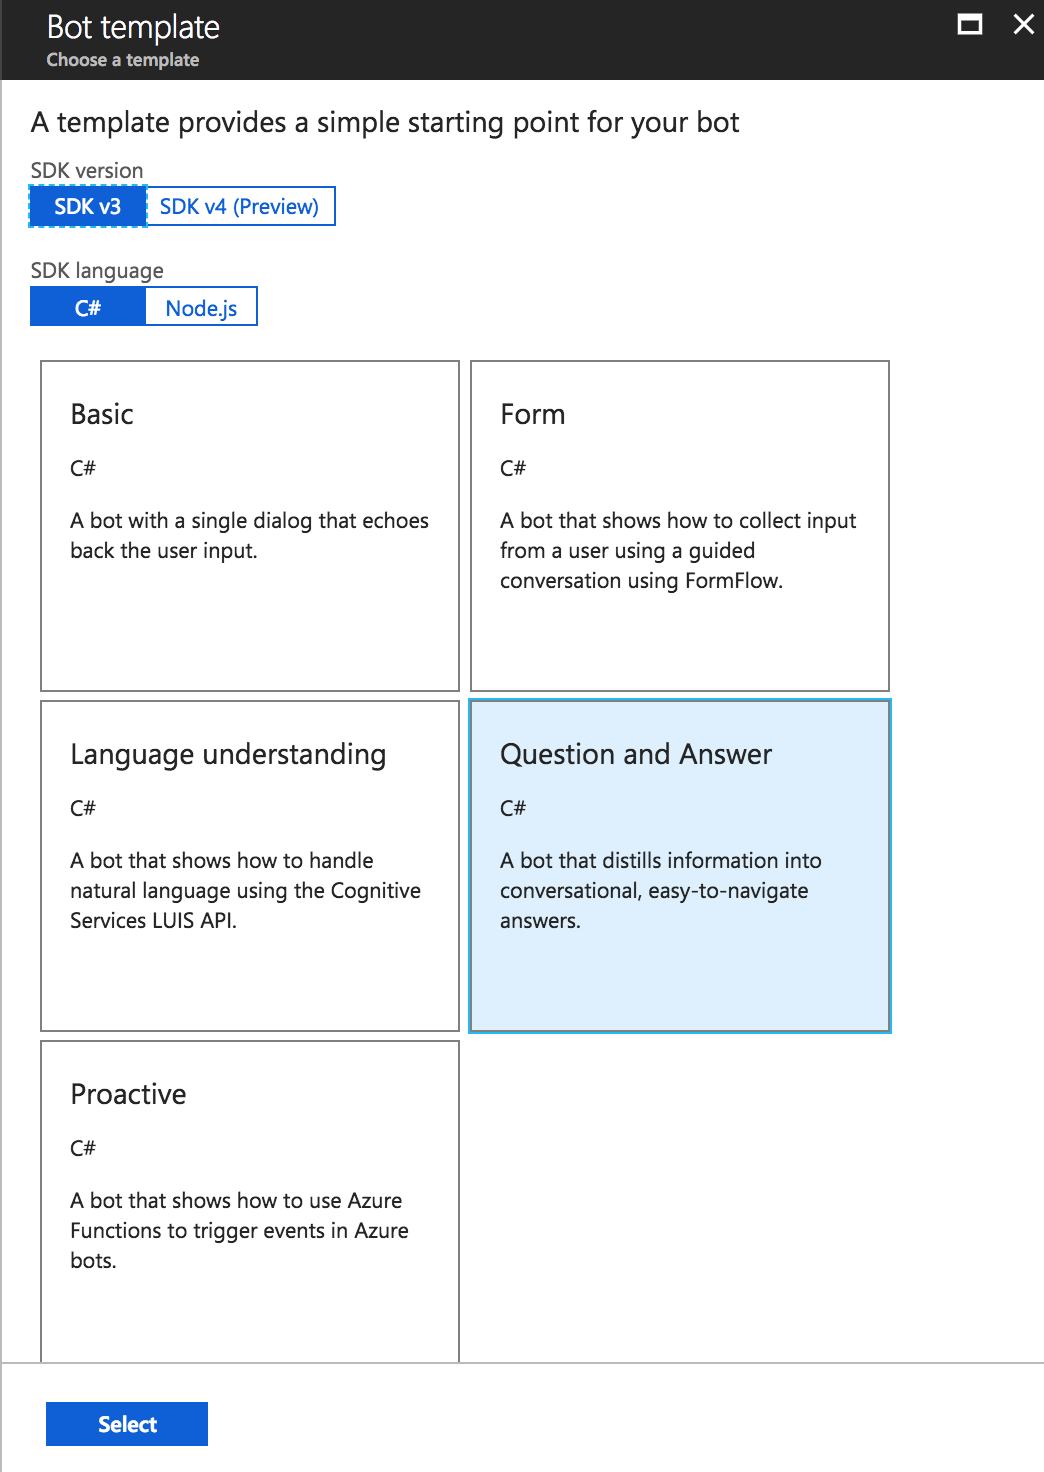 Bot template
Choose a template
A template provides a simple starting point for your bot
SDK version
SDK v3
SDK v4 (Preview)
SDK language
C#
Node.js
Basic
C#
A bot with a single dialog that echoes
back the user input.
Form
C#
A bot that shows how to collect input
from a user using a guided
conversation using FormFlow.
Language understanding
C#
A bot that shows how to handle
natural language using the Cognitive
Services LUIS API.
Question and Answer
C#
A bot that distills information into
conversational, easy-to-navigate
answers.
Proactive
C#
A bot that shows how to use Azure
Functions to trigger events in Azure
bots.
Select